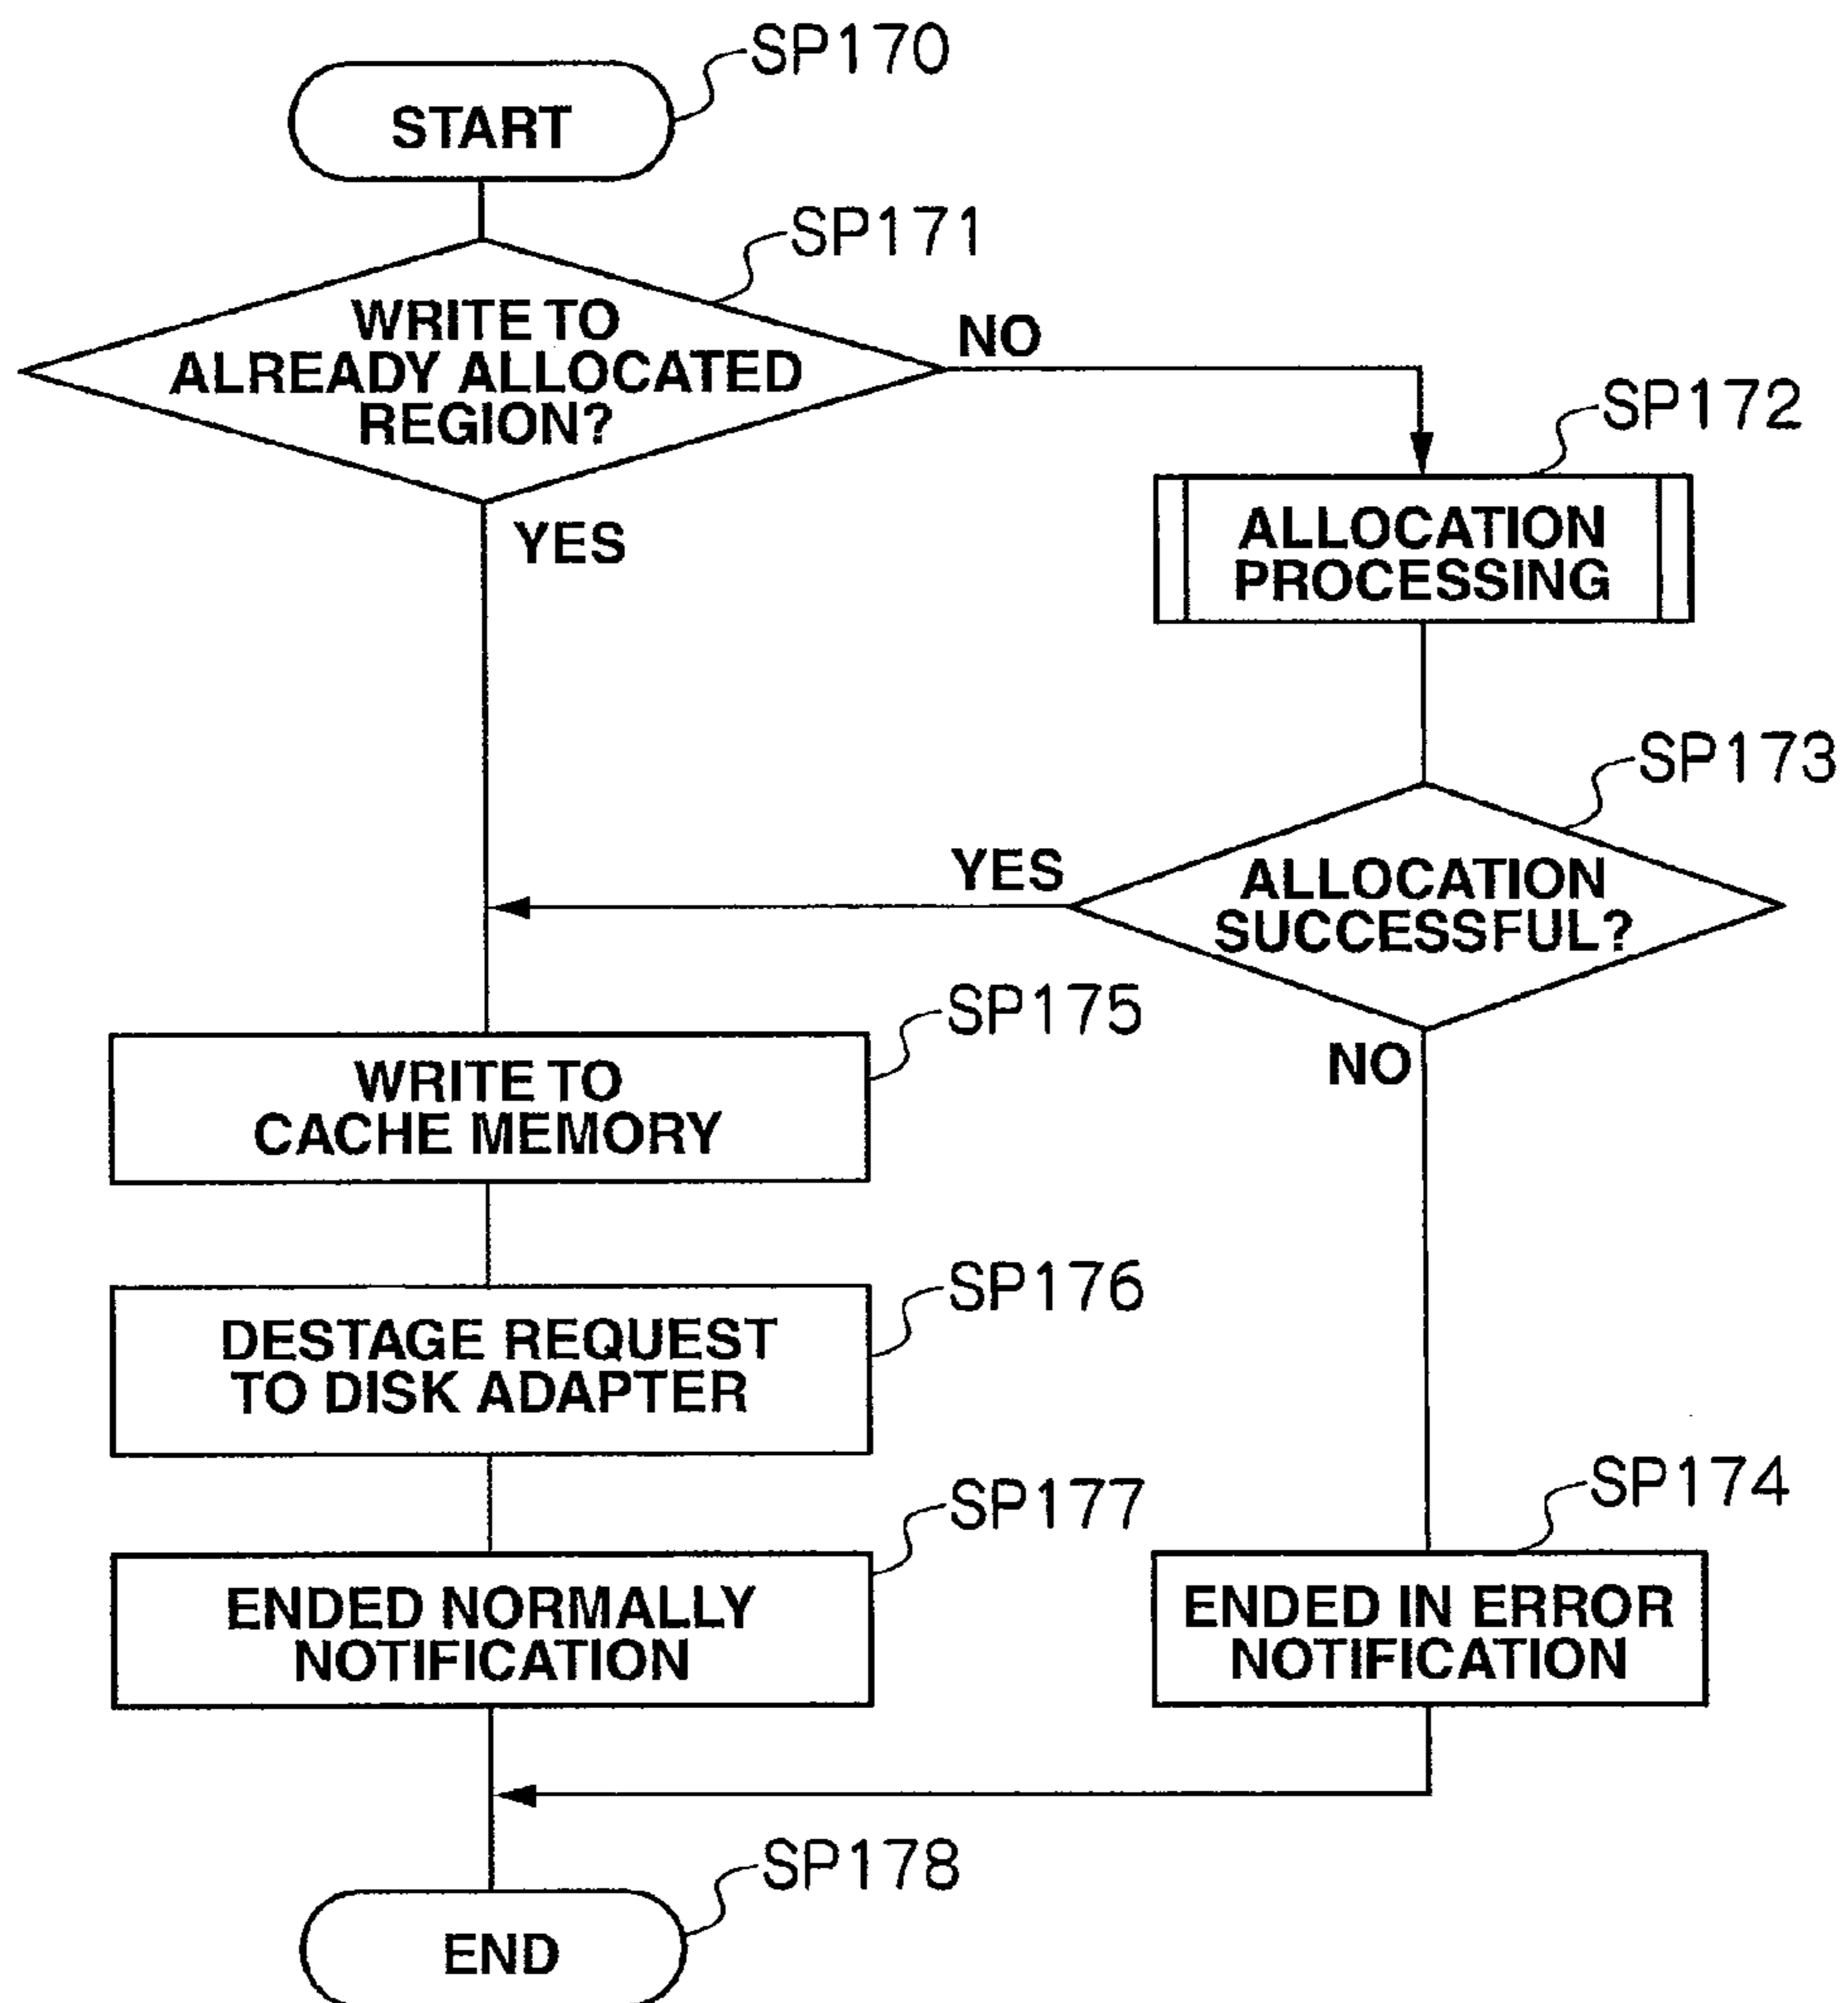 SP170
START
SP171
WRITE TO
ALREADY ALLOCATED
REGION?
NO
YES
SP172
ALLOCATION
PROCESSING
SP173
ALLOCATION
SUCCESSFUL?
YES
NO
SP175
WRITE TO
CACHE MEMORY
SP176
DESTAGE REQUEST
TO DISK ADAPTER
SP177
ENDED NORMALLY
NOTIFICATION
SP174
ENDED IN ERROR
NOTIFICATION
SP178
END